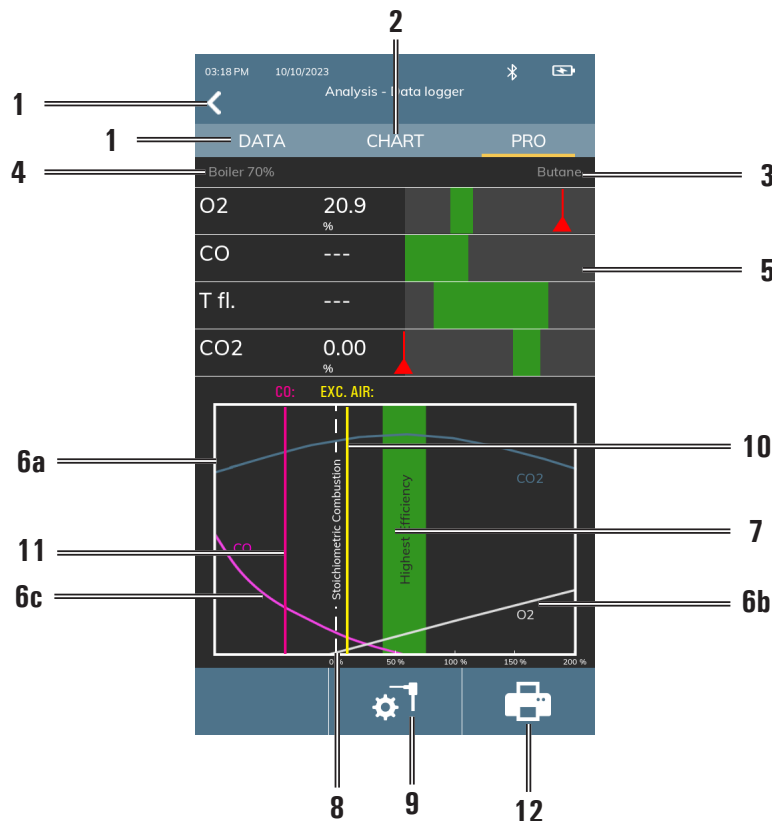 2
03:18 PM 10/10/2023
Analysis - Data logger
1
1 DATA CHART PRO
4 Boiler 70% Butane 3
O2 20.9
%
CO ---
5
T fl. ---
CO2 0.00
%
CO: EXC. AIR:
6a
10
CO2
Stoichiometric Combustion
Highest Efficiency
7
11
CO
6c
6b
O2
0 % 50 % 100 % 150 % 200 %
8
9
12